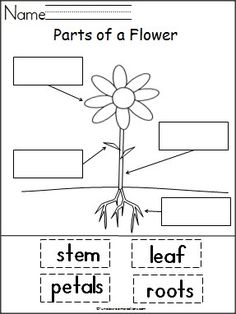 Name
Parts of a Flower
stem leaf
petals roots